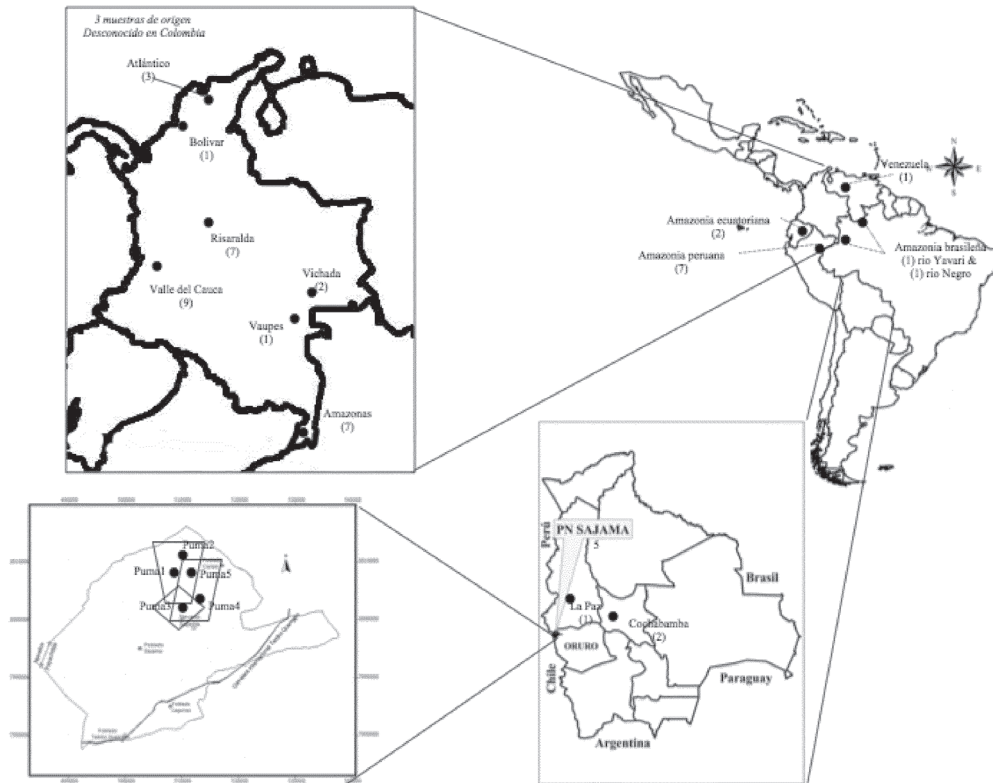 3 muestras de origen
Desconocido en Colombia
Atlántico
(3)
Bolivar
(1)
Risaralda
(7)
Valle del Cauca
(9)
Vichada
(2)
Vaupes
(1)
Amazonas
(7)
Venezuela
(1)
N
E
S
Amazonia ecuatoriana
(2)
Amazonia peruana
(7)
Amazonia brasileña
(1) rio Yavari &
(1) rio Negro
Puma2
Puma1
Puma5
Puma3
Puma4
Perú
PN SAJAMA
5
Brasil
La Paz
(1)
Cochabamba
(2)
ORURO
Chile
Paraguay
Argentina